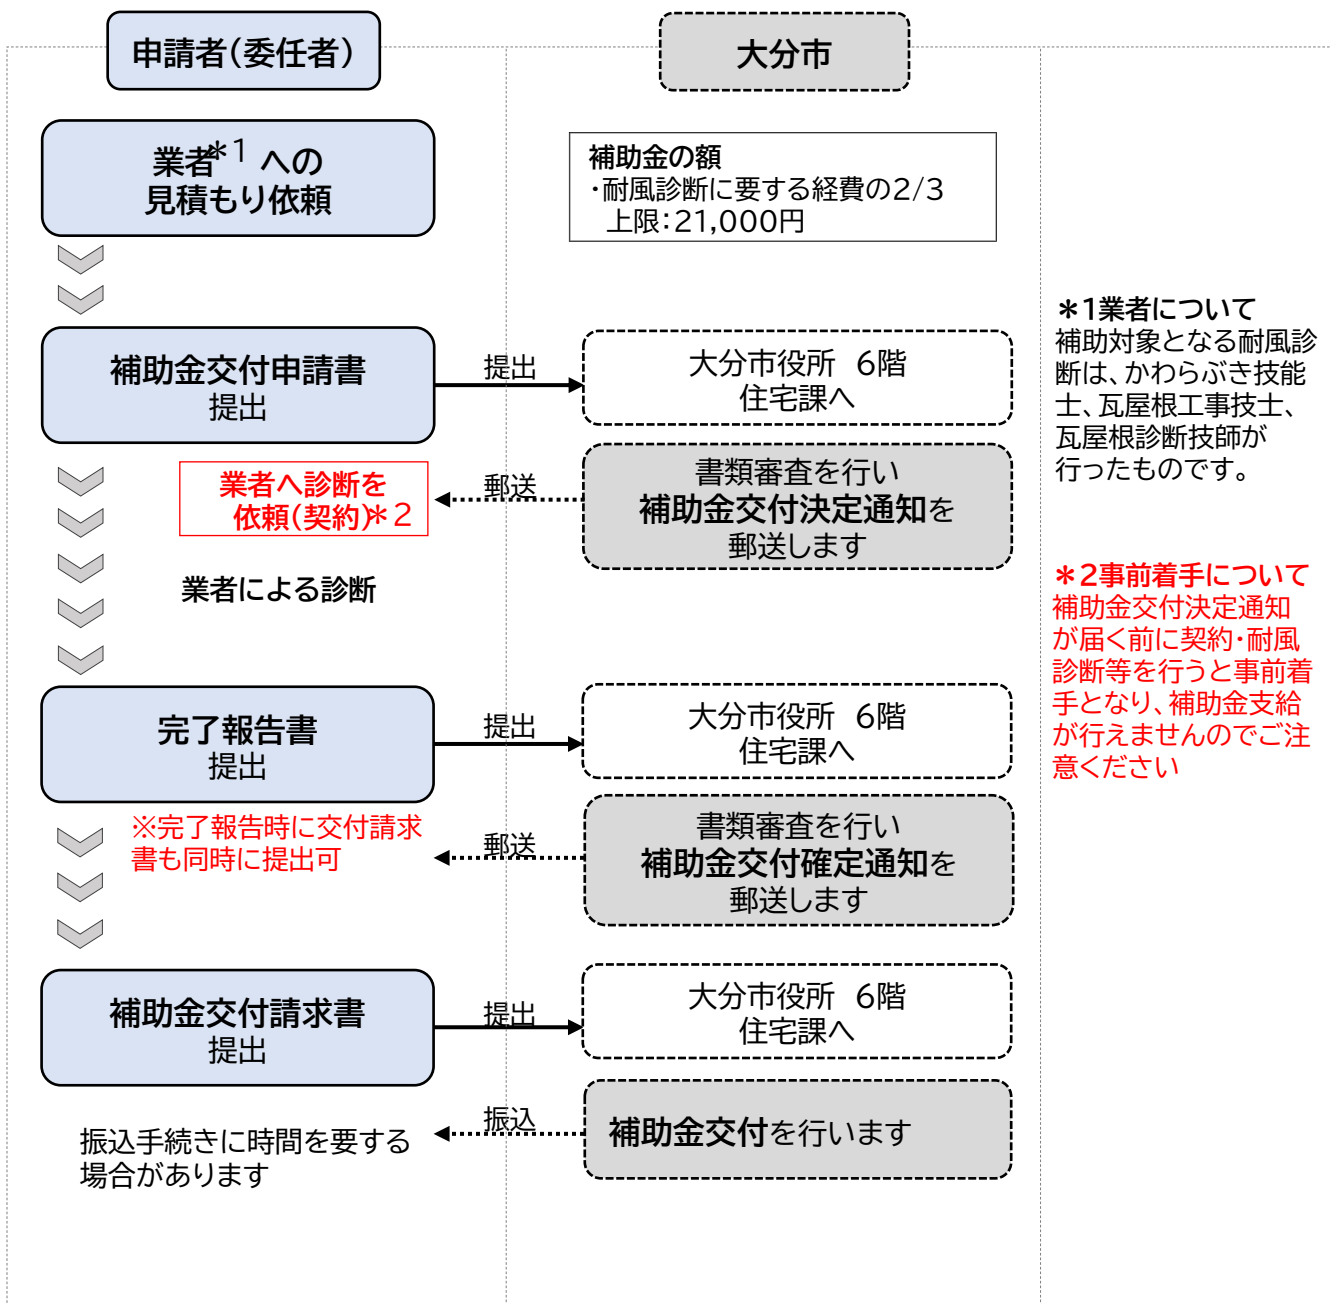 申請者(委任者)
大分市
業者*1 への
見積もり依頼
補助金の額
・耐風診断に要する経費の2/3
上限:21,000円
補助金交付申請書
提出
提出
大分市役所 6階
住宅課へ
業者へ診断を
依頼(契約)*2
郵送
書類審査を行い
補助金交付決定通知を
郵送します
業者による診断
完了報告書
提出
提出
大分市役所 6階
住宅課へ
※完了報告時に交付請求
書も同時に提出可
郵送
書類審査を行い
補助金交付確定通知を
郵送します
補助金交付請求書
提出
提出
大分市役所 6階
住宅課へ
振込手続きに時間を要する
場合があります
振込
補助金交付を行います
*1業者について
補助対象となる耐風診
断は、かわらぶき技能
士、瓦屋根工事技士、
瓦屋根診断技師が
行ったものです。
*2事前着手について
補助金交付決定通知
が届く前に契約・耐風
診断等を行うと事前着
手となり、補助金支給
が行えませんのでご注
意ください